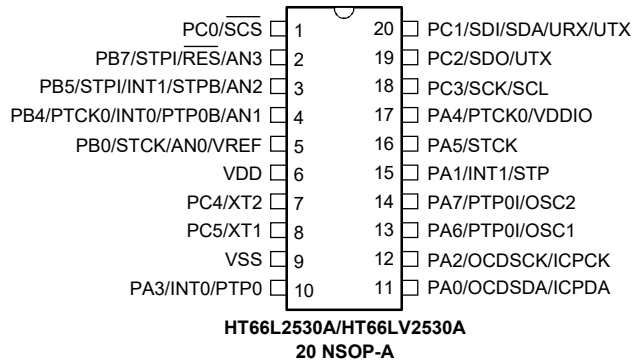 PC0/SCS 1 20 PC1/SDI/SDA/URX/UTX
PB7/STPI/RES/AN3 2 19 PC2/SDO/UTX
PB5/STPI/INT1/STPB/AN2 3 18 PC3/SCK/SCL
PB4/PTCK0/INT0/PTP0B/AN1 4 17 PA4/PTCK0/VDDIO
PB0/STCK/AN0/VREF 5 16 PA5/STCK
VDD 6 15 PA1/INT1/STP
PC4/XT2 7 14 PA7/PTP0I/OSC2
PC5/XT1 8 13 PA6/PTP0I/OSC1
VSS 9 12 PA2/OCDSCK/ICPCK
PA3/INT0/PTP0 10 11 PA0/OCDSDA/ICPDA
HT66L2530A/HT66LV2530A
20 NSOP-A